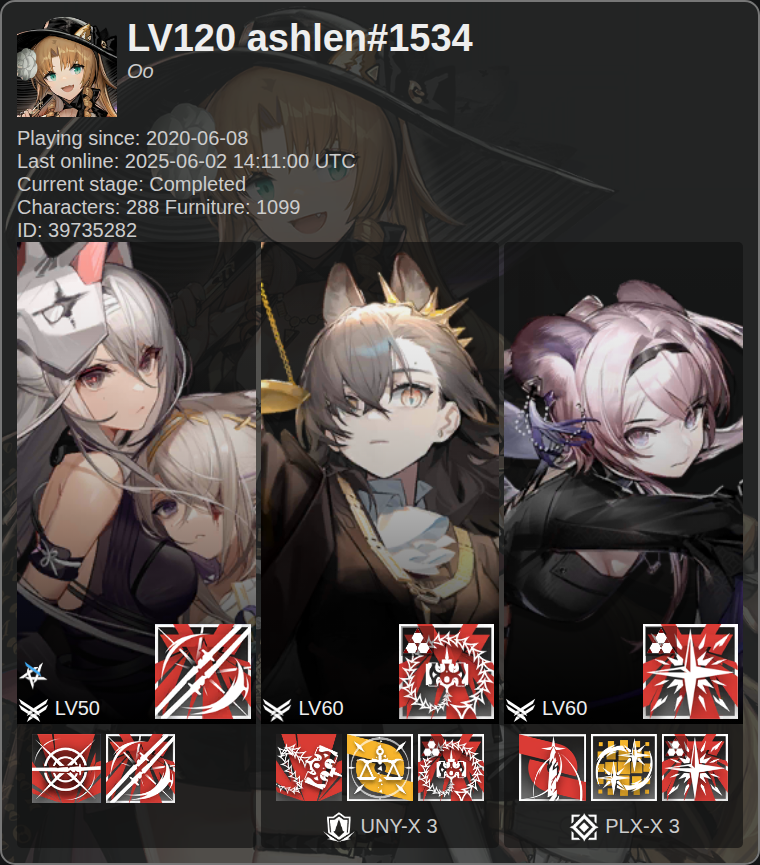 LV120 ashlen#1534
Oo
Playing since: 2020-06-08
Last online: 2025-06-02 14:11:00 UTC
Current stage: Completed
Characters: 288 Furniture: 1099
ID: 39735282
LV50
LV60
LV60
UNY-X 3
PLX-X 3